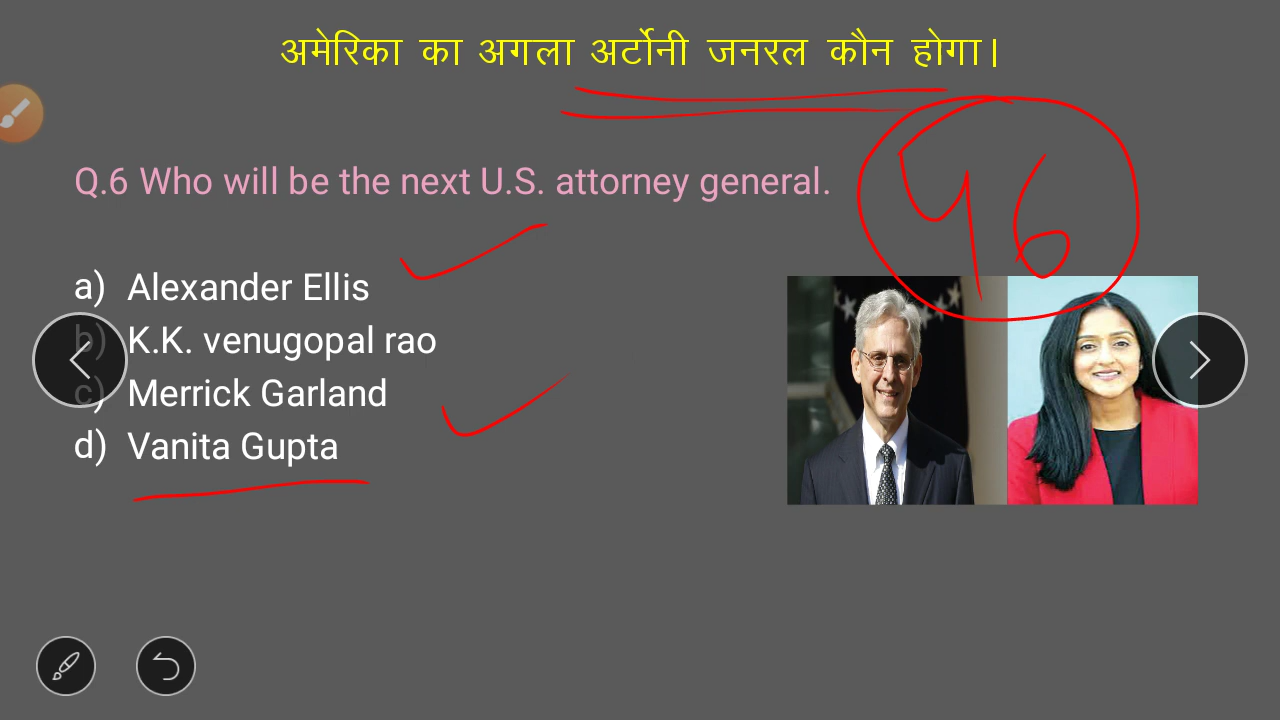 अमेरिका का अगला अर्टोनी जनरल कौन होगा।
46
Q.6 Who will be the next U.S. attorney general.
a) Alexander Ellis
b) K.K. venugopal rao
c) Merrick Garland
d) Vanita Gupta